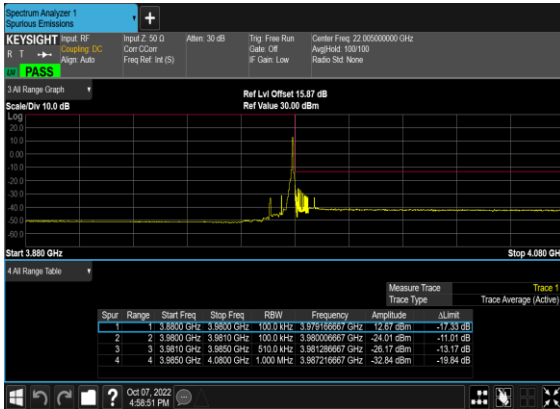 Spectrum Analyzer 1
Spurious Emissions
+
KEYSIGHT Input: RF Input Z: 50 Ω Atten: 30 dB Trig: Free Run Center Freq: 22.005000000 GHz
R T Coupling: DC Corr CCorr Gate: Off Avg|Hold: 100/100
Align: Auto Freq Ref: Int (S) IF Gain: Low Radio Std: None
PASS
3 All Range Graph
Ref Lvl Offset 15.87 dB
Scale/Div 10.0 dB Ref Value 30.00 dBm
Log
20.0
10.0
0.00
-10.0
-20.0
-30.0
-40.0
-50.0
-60.0
Start 3.880 GHz Stop 4.080 GH
4 All Range Table
Measure Trace Trace 1
Trace Type Trace Average (Active)
Spur Range Start Freq Stop Freq RBW Frequency Amplitude ΔLimit
1 1 3.8800 GHz 3.9800 GHz 100.0 kHz 3.979166667 GHz 12.67 dBm -17.33 dB
2 2 3.9800 GHz 3.9810 GHz 100.0 kHz 3.980006667 GHz -24.01 dBm -11.01 dB
3 3 3.9810 GHz 3.9850 GHz 510.0 kHz 3.981286667 GHz -26.17 dBm -13.17 dB
4 4 3.9850 GHz 4.0800 GHz 1.000 MHz 3.987216667 GHz -32.84 dBm -19.84 dB
?
Oct 07, 2022
4:58:51 PM